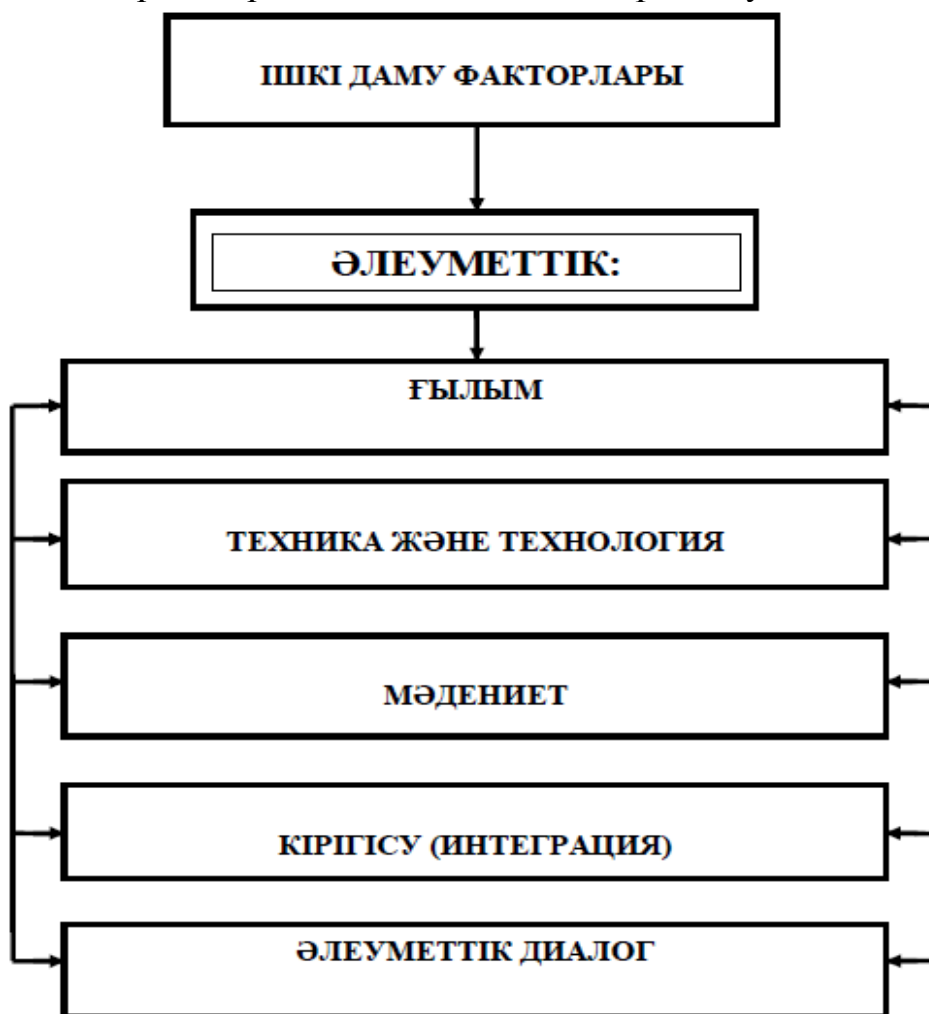 ІШКІ ДАМУ ФАКТОРЛАРЫ
ӘЛЕУМЕТТІК:
ҒЫЛЫМ
ТЕХНИКА ЖӘНЕ ТЕХНОЛОГИЯ
МӘДЕНИЕТ
КІРІГІСУ (ИНТЕГРАЦИЯ)
ӘЛЕУМЕТТІК ДИАЛОГ